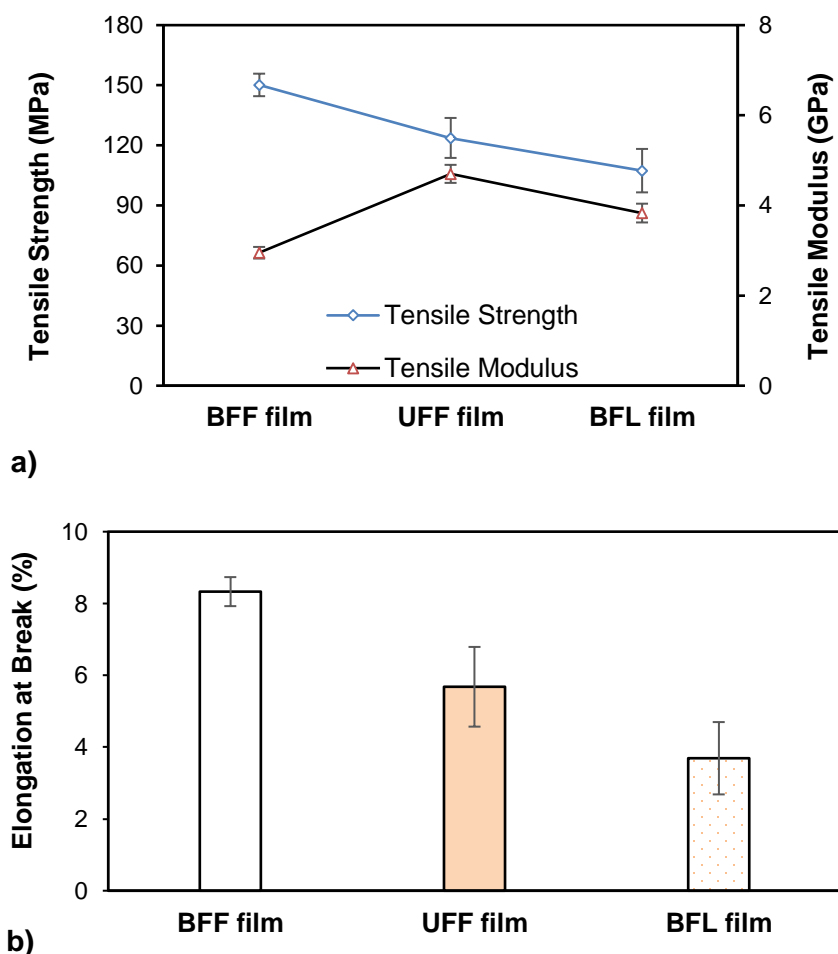 180
150
120
90
60
30
0
Tensile Strength (MPa)
8
6
4
2
0
Tensile Modulus (GPa)
Tensile Strength
Tensile Modulus
BFF film UFF film BFL film
a)
10
8
6
4
2
0
Elongation at Break (%)
BFF film UFF film BFL film
b)